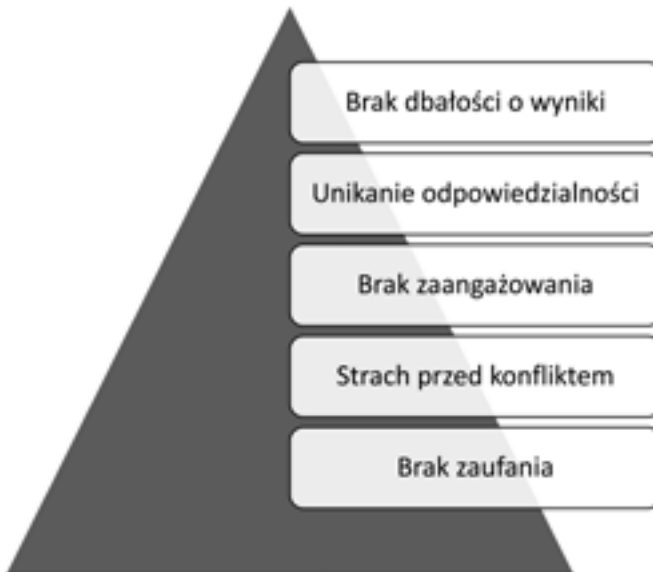 Brak dbałości o wyniki
Unikanie odpowiedzialności
Brak zaangażowania
Strach przed konfliktem
Brak zaufania